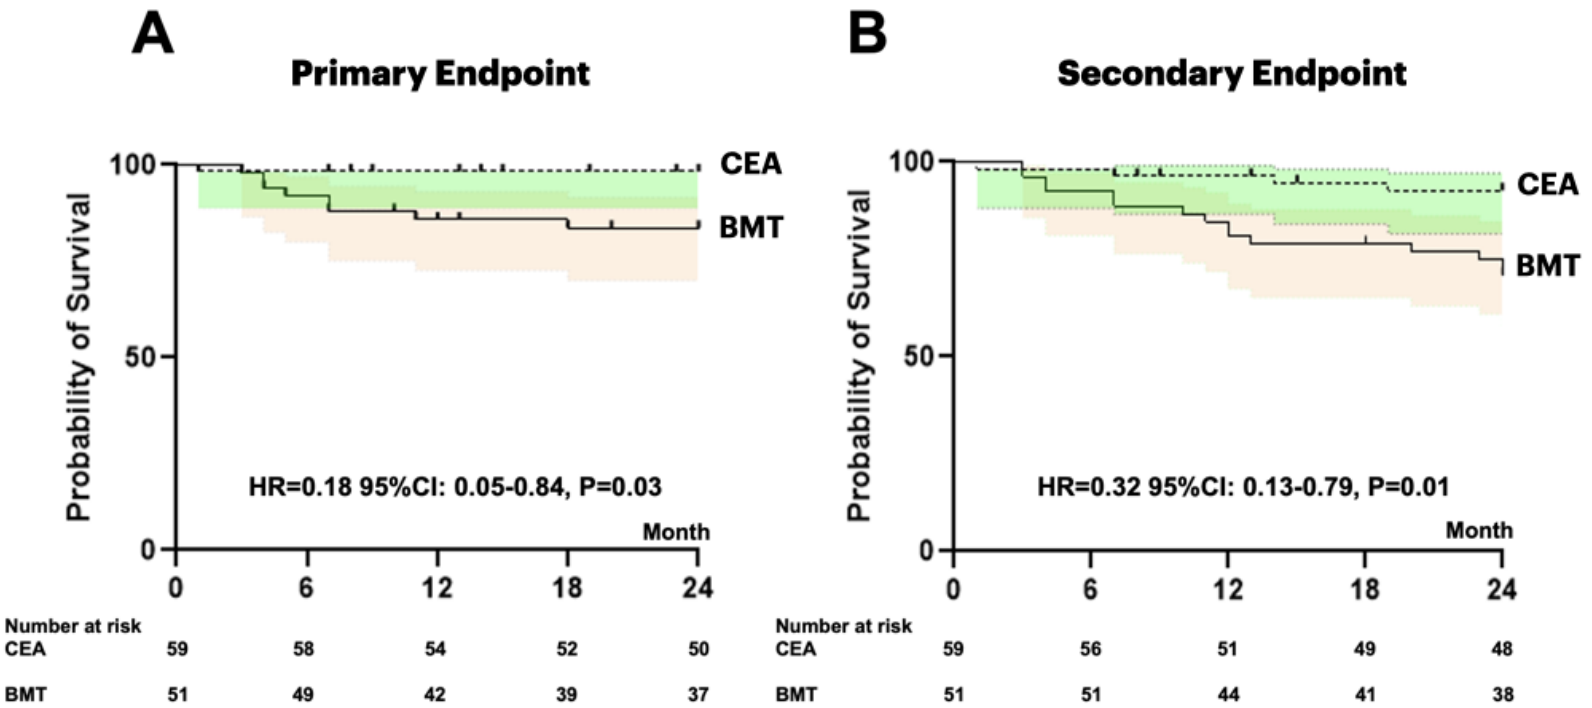 A
Primary Endpoint
Probability of Survival
100
50
0
CEA
BMT
HR=0.18 95%CI: 0.05-0.84, P=0.03
Month
0 6 12 18 24
Number at risk
CEA 59 58 54 52 50
BMT 51 49 42 39 37
B
Secondary Endpoint
Probability of Survival
100
50
0
CEA
BMT
HR=0.32 95%CI: 0.13-0.79, P=0.01
Month
0 6 12 18 24
Number at risk
CEA 59 56 51 49 48
BMT 51 51 44 41 38